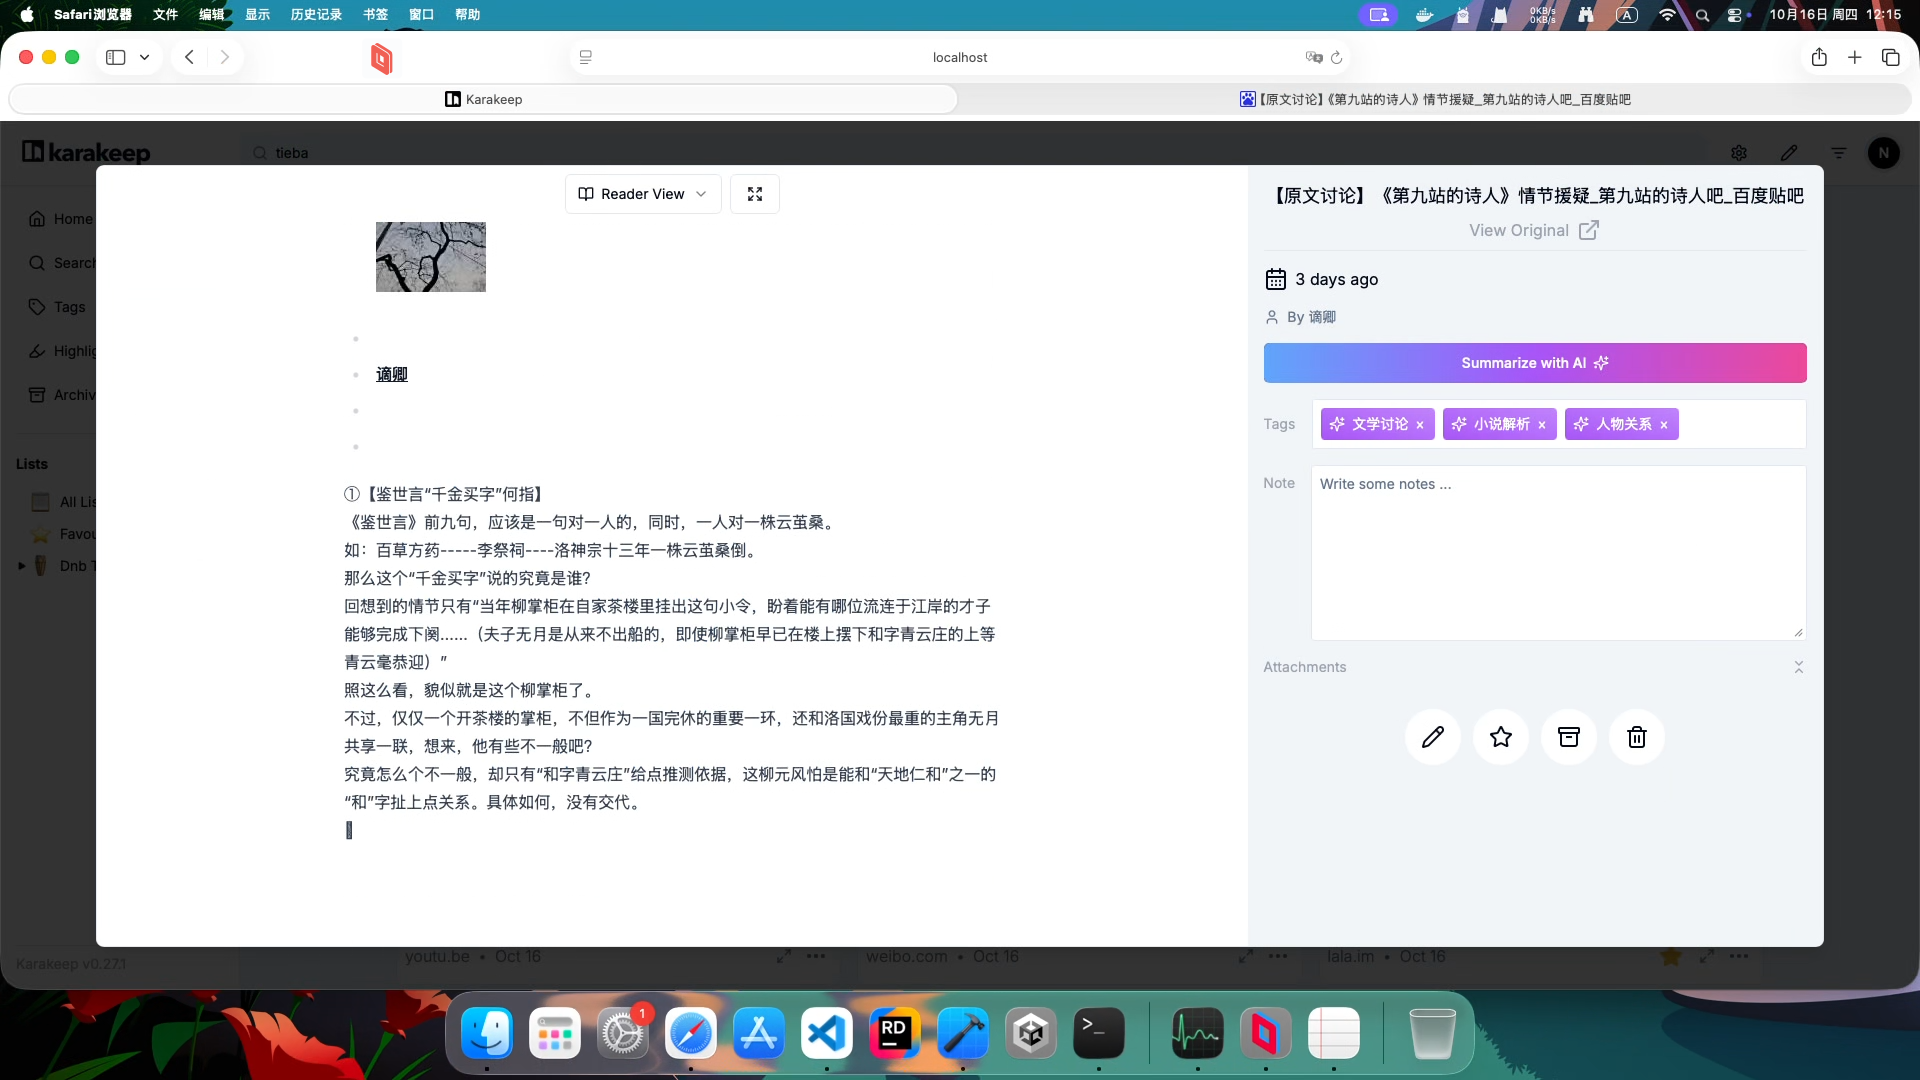 Safari浏览器 文件 编辑 显示 历史记录 书签 窗口 帮助 0KB/s 0KB/s A 10月16日 周四 12:15
localhost
Karakeep 【原文讨论】《第九站的诗人》情节援疑_第九站的诗人吧_百度贴吧
karakeep tieba N
Home
Search
Tags
Highlig
Archiv
Lists
All Lis
Favou
Dnb T
Karakeep v0.27.1
Reader View
谪卿
①【鉴世言“千金买字”何指】
《鉴世言》前九句，应该是一句对一人的，同时，一人对一株云茧桑。
如：百草方药-----李祭祠----洛神宗十三年一株云茧桑倒。
那么这个“千金买字”说的究竟是谁？
回想到的情节只有“当年柳掌柜在自家茶楼里挂出这句小令，盼着能有哪位流连于江岸的才子
能够完成下阕……（夫子无月是从来不出船的，即使柳掌柜早已在楼上摆下和字青云庄的上等
青云毫恭迎）”
照这么看，貌似就是这个柳掌柜了。
不过，仅仅一个开茶楼的掌柜，不但作为一国完休的重要一环，还和洛国戏份最重的主角无月
共享一联，想来，他有些不一般吧？
究竟怎么个不一般，却只有“和字青云庄”给点推测依据，这柳元风怕是能和“天地仁和”之一的
“和”字扯上点关系。具体如何，没有交代。
【原文讨论】《第九站的诗人》情节援疑_第九站的诗人吧_百度贴吧
View Original
3 days ago
By 谪卿
Summarize with AI
Tags 文学讨论 × 小说解析 × 人物关系 ×
Note Write some notes ...
Attachments
youtu.be • Oct 16 weibo.com • Oct 16 lala.im • Oct 16
1
RD